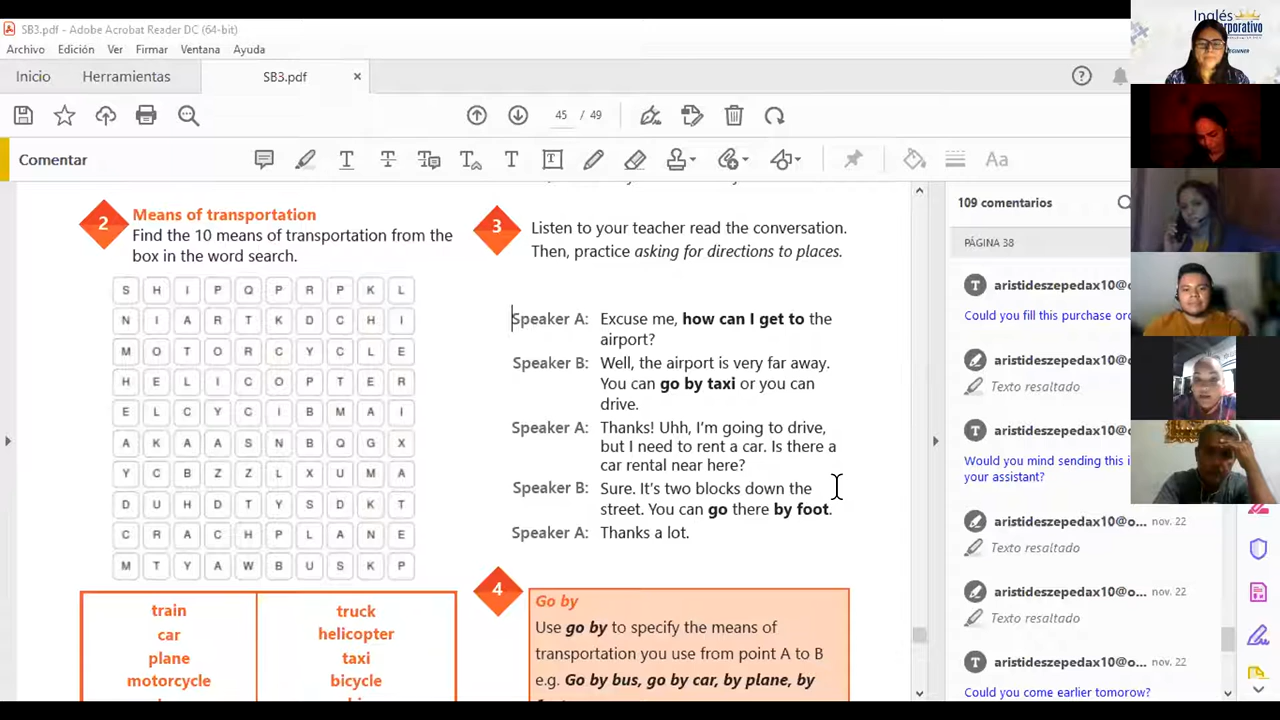 SB3.pdf - Adobe Acrobat Reader DC (64-bit)
Archivo Edición Ver Firmar Ventana Ayuda
Inicio Herramientas SB3.pdf ×
45 / 49
Comentar
2
Means of transportation
Find the 10 means of transportation from the
box in the word search.
S H I P Q P R P K L
N I A R T K D C H I
M O T O R C Y C L E
H E L I C O P T E R
E L C Y C I B M A I
A K A A S N B Q G X
Y C B Z Z L X U M A
D U H D T Y S D K T
C R A C H P L A N E
M T Y A W B U S K P
train truck
car helicopter
plane taxi
motorcycle bicycle
3
Listen to your teacher read the conversation.
Then, practice asking for directions to places.
Speaker A: Excuse me, how can I get to the
airport?
Speaker B: Well, the airport is very far away.
You can go by taxi or you can
drive.
Speaker A: Thanks! Uhh, I'm going to drive,
but I need to rent a car. Is there a
car rental near here?
Speaker B: Sure. It's two blocks down the
street. You can go there by foot.
Speaker A: Thanks a lot.
4
Go by
Use go by to specify the means of
transportation you use from point A to B
e.g. Go by bus, go by car, by plane, by
109 comentarios
PÁGINA 38
aristideszepedax10@o...
Could you fill this purchase or
aristideszepedax10@o...
Texto resaltado
aristideszepedax10@o...
Would you mind sending this i
your assistant?
aristideszepedax10@o... nov. 22
Texto resaltado
aristideszepedax10@o... nov. 22
Texto resaltado
aristideszepedax10@o... nov. 22
Could you come earlier tomorrow?
Inglés